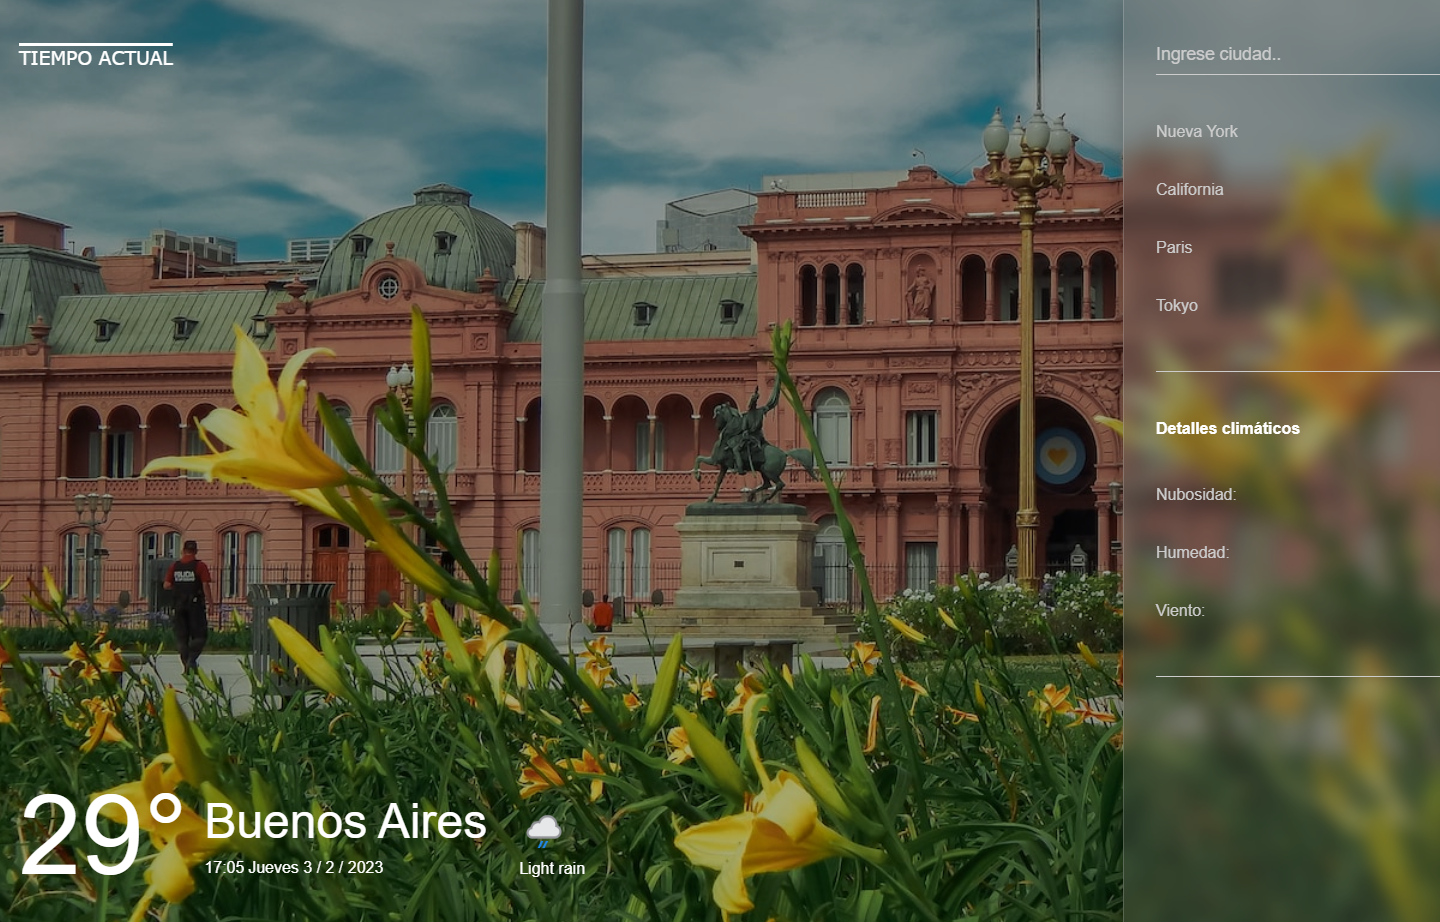 TIEMPO ACTUAL
Ingrese ciudad..
Nueva York
California
Paris
Tokyo
Detalles climáticos
Nubosidad:
Humedad:
Viento:
POLICIA
29°
Buenos Aires
17:05 Jueves 3 / 2 / 2023
Light rain